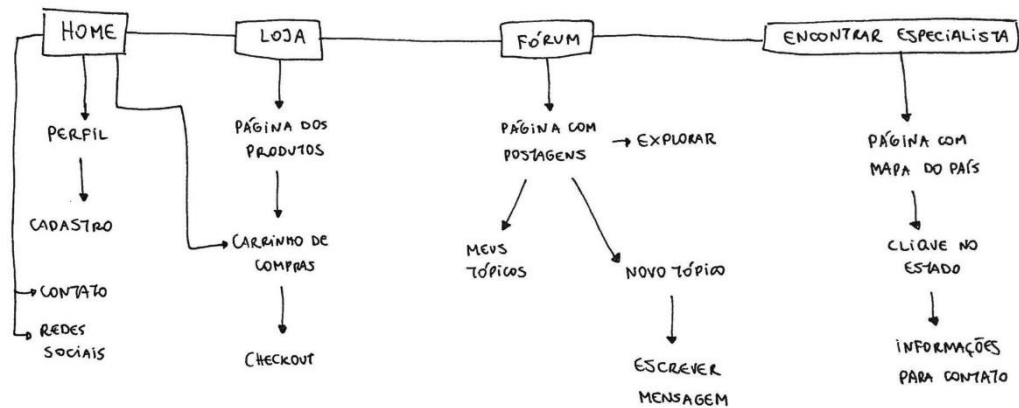 HOME
LOJA
FÓRUM
ENCONTRAR ESPECIALISTA
PERFIL
CADASTRO
CONTATO
REDES
SOCIAIS
PÁGINA DOS
PRODUTOS
CARRINHO DE
COMPRAS
CHECKOUT
PÁGINA COM
POSTAGENS
EXPLORAR
MEUS
TÓPICOS
NOVO TÓPICO
ESCREVER
MENSAGEM
PÁGINA COM
MAPA DO PAÍS
CLIQUE NO
ESTADO
INFORMAÇÕES
PARA CONTATO